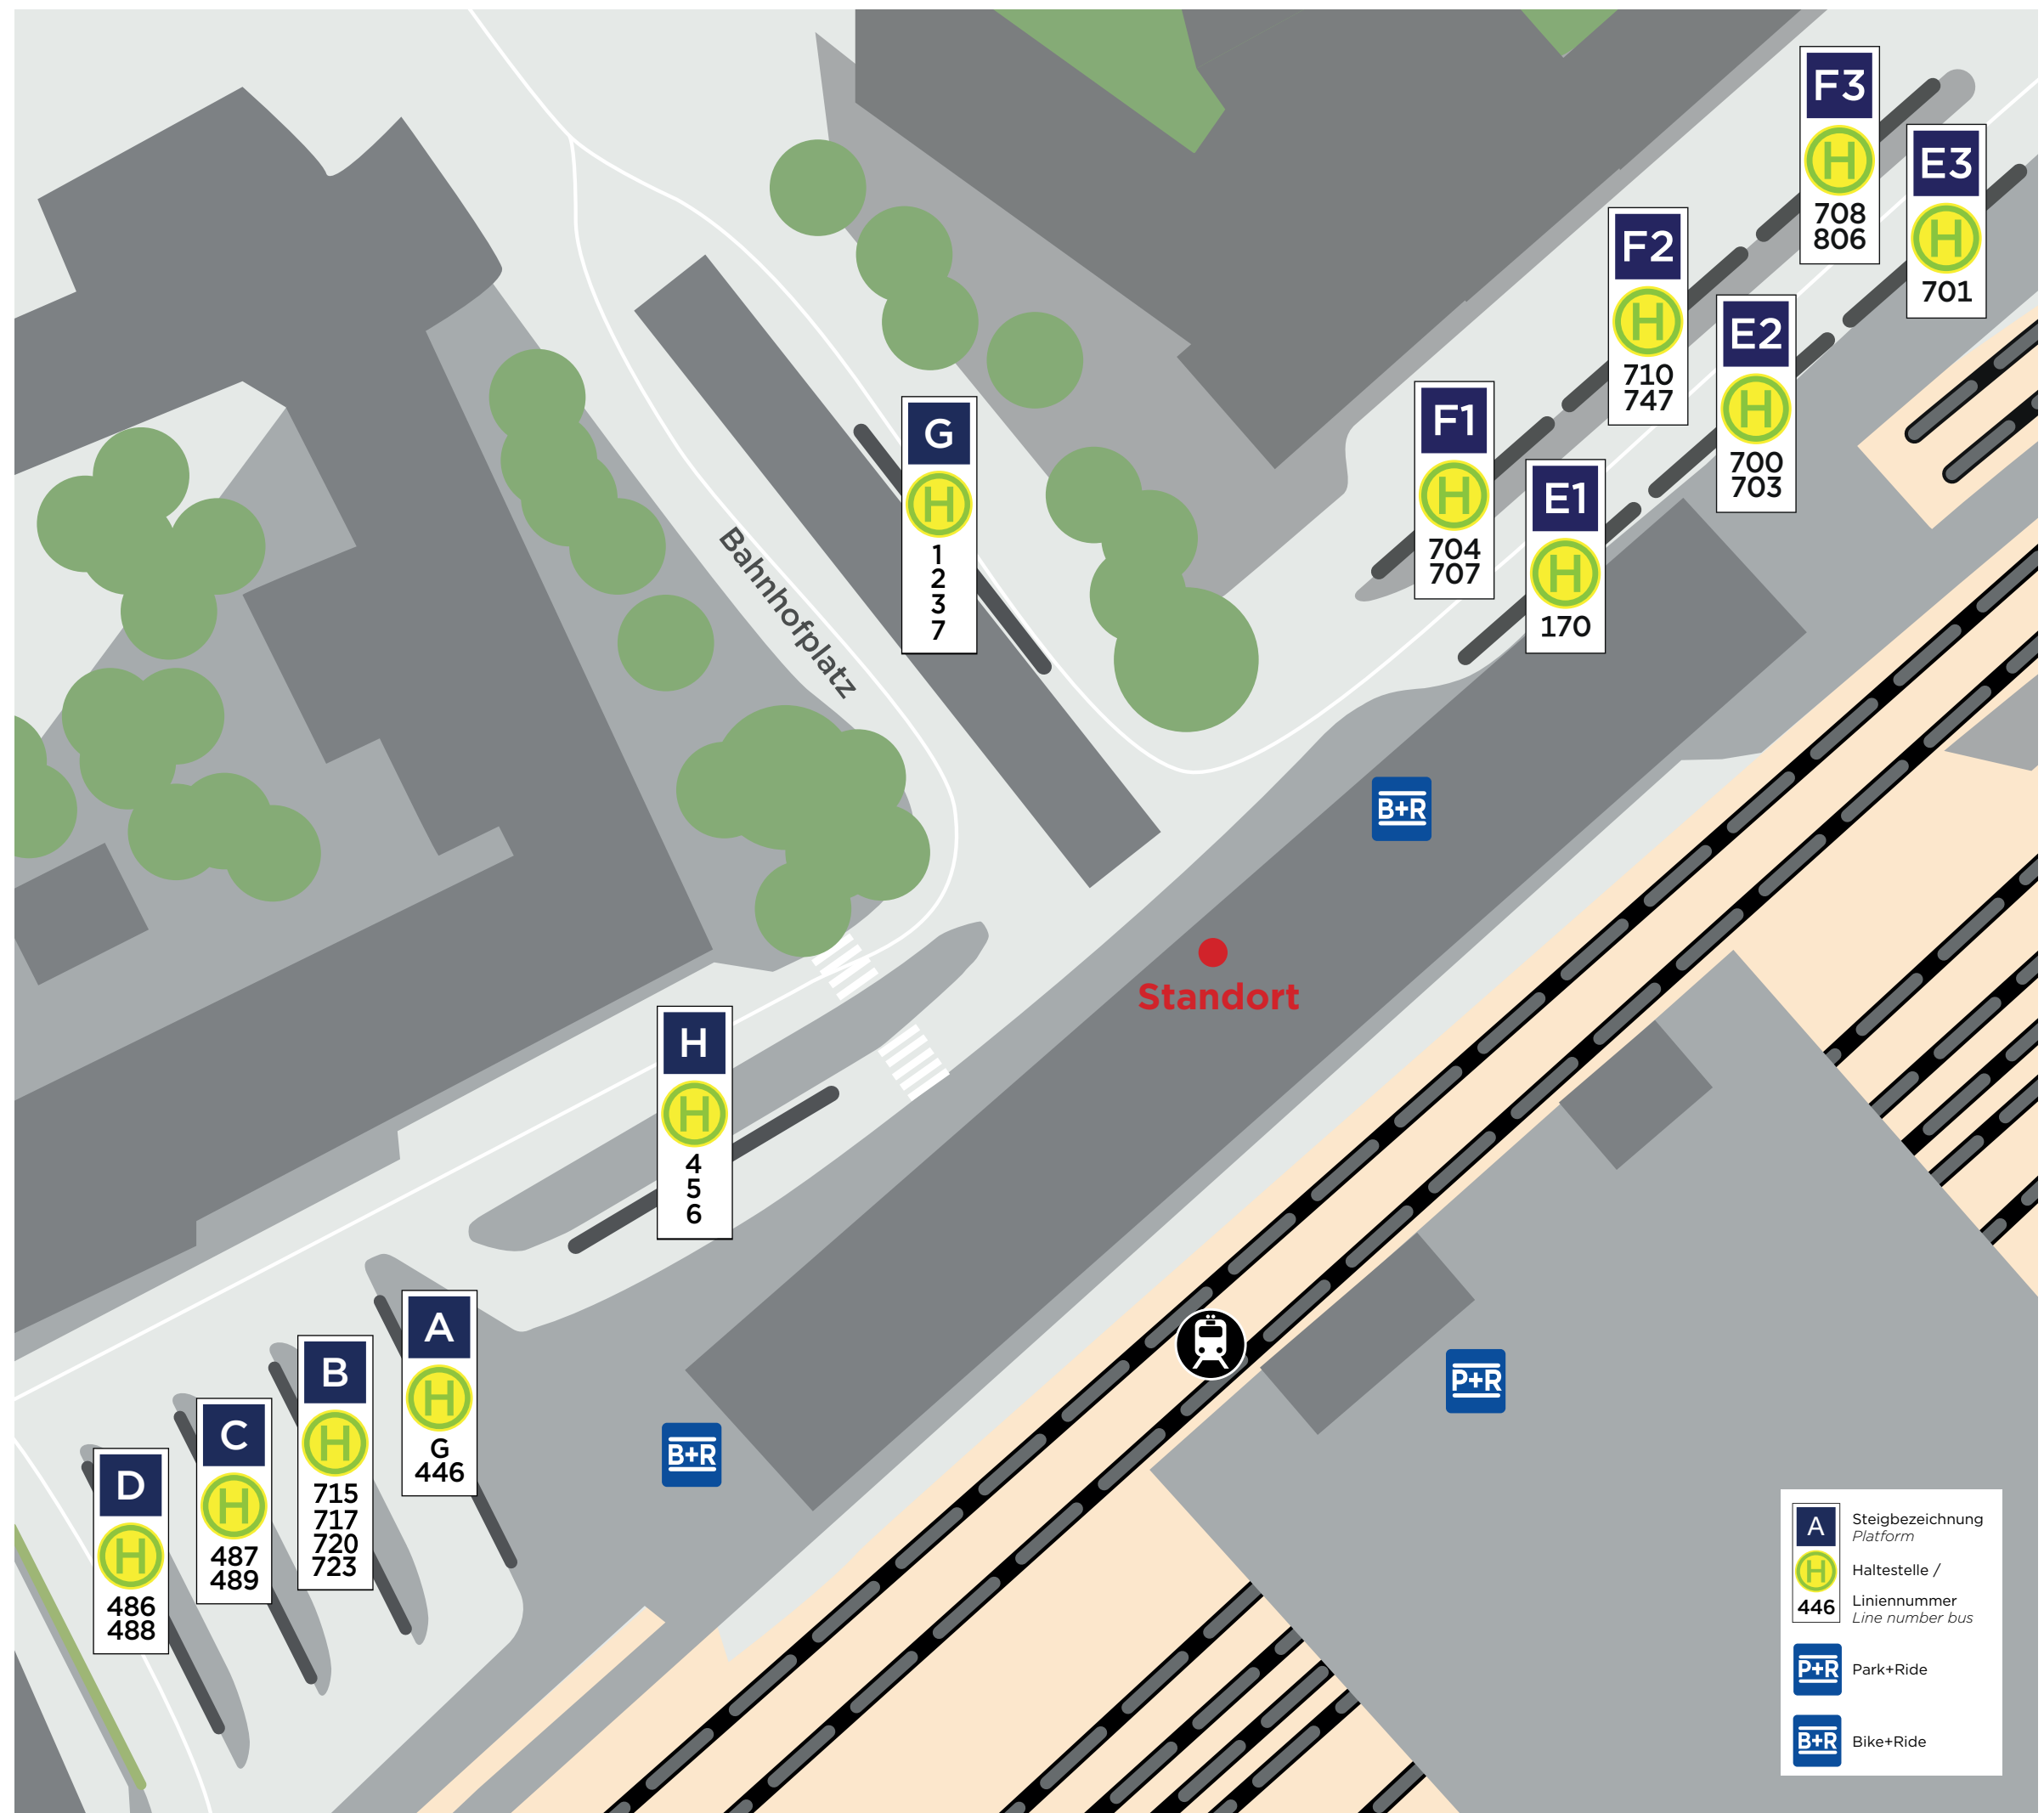 F3
H
708
806
E3
H
701
F2
H
710
747
E2
H
700
703
F1
H
704
707
E1
H
170
G
H
1
2
3
7
Bahnhofplatz
B+R
Standort
H
H
4
5
6
A
H
G
446
B
H
715
717
720
723
C
H
487
489
D
H
486
488
B+R
P+R
A
Steigbezeichnung
Platform
H
Haltestelle /
446
Liniennummer
Line number bus
P+R
Park+Ride
B+R
Bike+Ride